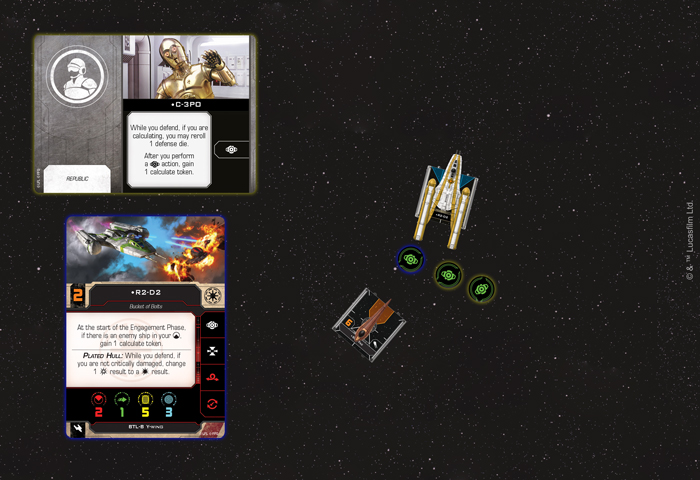 •C-3PO
While you defend, if you are
calculating, you may reroll
1 defense die.
After you perform
a action, gain
1 calculate token.
REPUBLIC
2
•R2-D2
Bucket of Bolts
At the start of the Engagement Phase,
if there is an enemy ship in your ,
gain 1 calculate token.
PLATED HULL: While you defend, if
you are not critically damaged, change
1 result to a result.
2 1 5 3
BTL-B Y-WING
•R2-D2
6
© & ™ Lucasfilm Ltd.